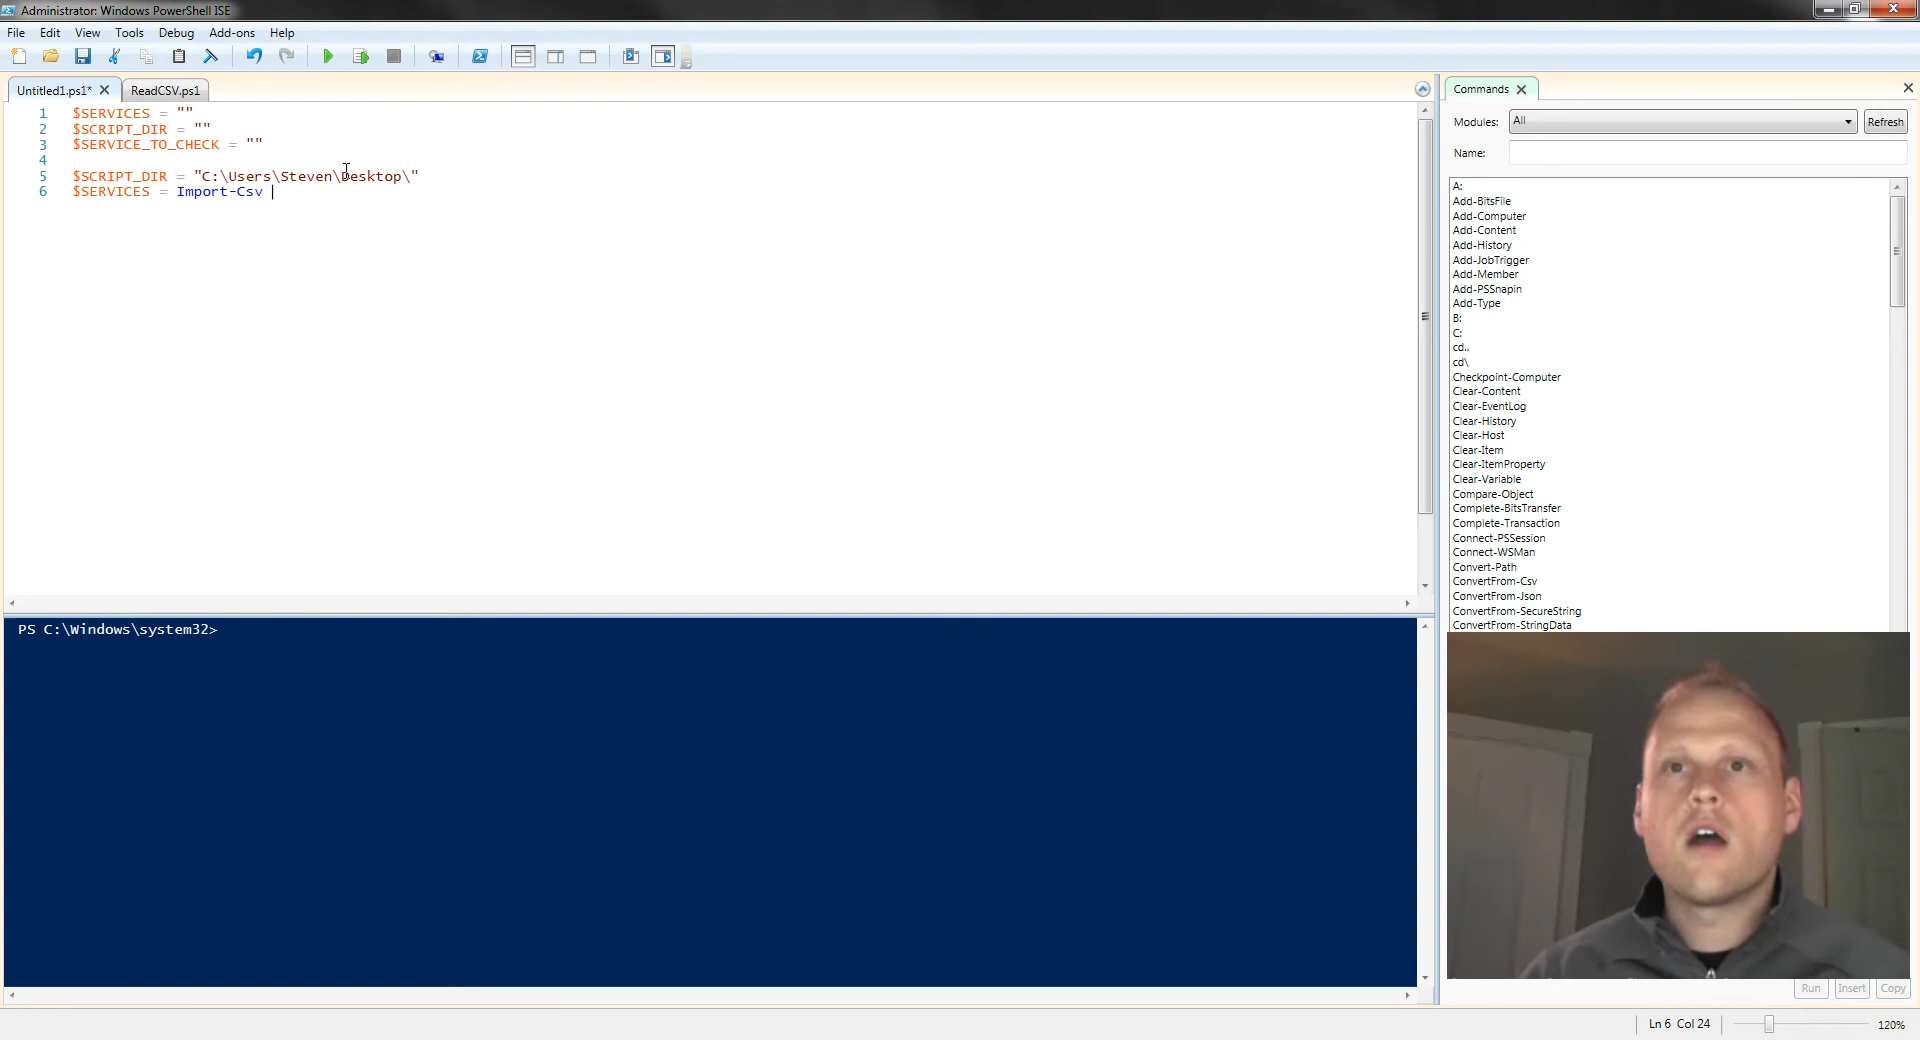 Administrator: Windows PowerShell ISE
File Edit View Tools Debug Add-ons Help
Untitled1.ps1* ReadCSV.ps1
1 $SERVICES = ""
2 $SCRIPT_DIR = ""
3 $SERVICE_TO_CHECK = ""
4
5 $SCRIPT_DIR = "C:\Users\Steven\Desktop\"
6 $SERVICES = Import-Csv
PS C:\Windows\system32>
Commands
Modules: All Refresh
Name:
A:
Add-BitsFile
Add-Computer
Add-Content
Add-History
Add-JobTrigger
Add-Member
Add-PSSnapin
Add-Type
B:
C:
cd..
cd\
Checkpoint-Computer
Clear-Content
Clear-EventLog
Clear-History
Clear-Host
Clear-Item
Clear-ItemProperty
Clear-Variable
Compare-Object
Complete-BitsTransfer
Complete-Transaction
Connect-PSSession
Connect-WSMan
Convert-Path
ConvertFrom-Csv
ConvertFrom-Json
ConvertFrom-SecureString
ConvertFrom-StringData
Run Insert Copy
Ln 6 Col 24 120%